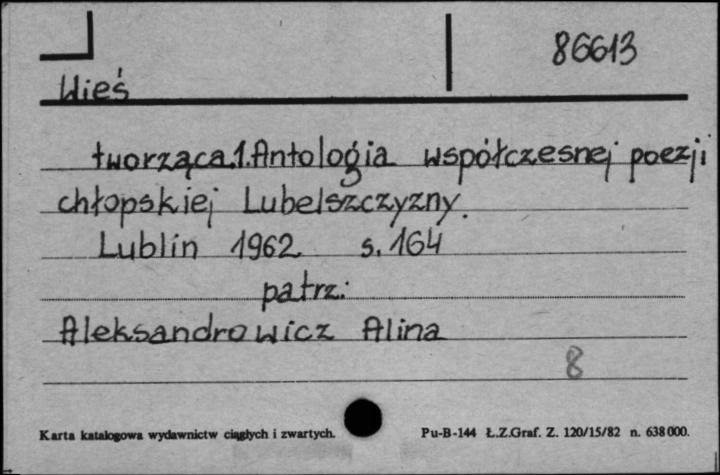 86613
Wieś
tworząca.1.Antologia współczesnej poezji
chłopskiej Lubelszczyzny.
Lublin 1962 s.164
patrz:
Aleksandrowicz Alina
8
Karta katalogowa wydawnictw ciągłych i zwartych. Pu-B-144 Ł.Z.Graf. Z. 120/15/82 n. 638000.